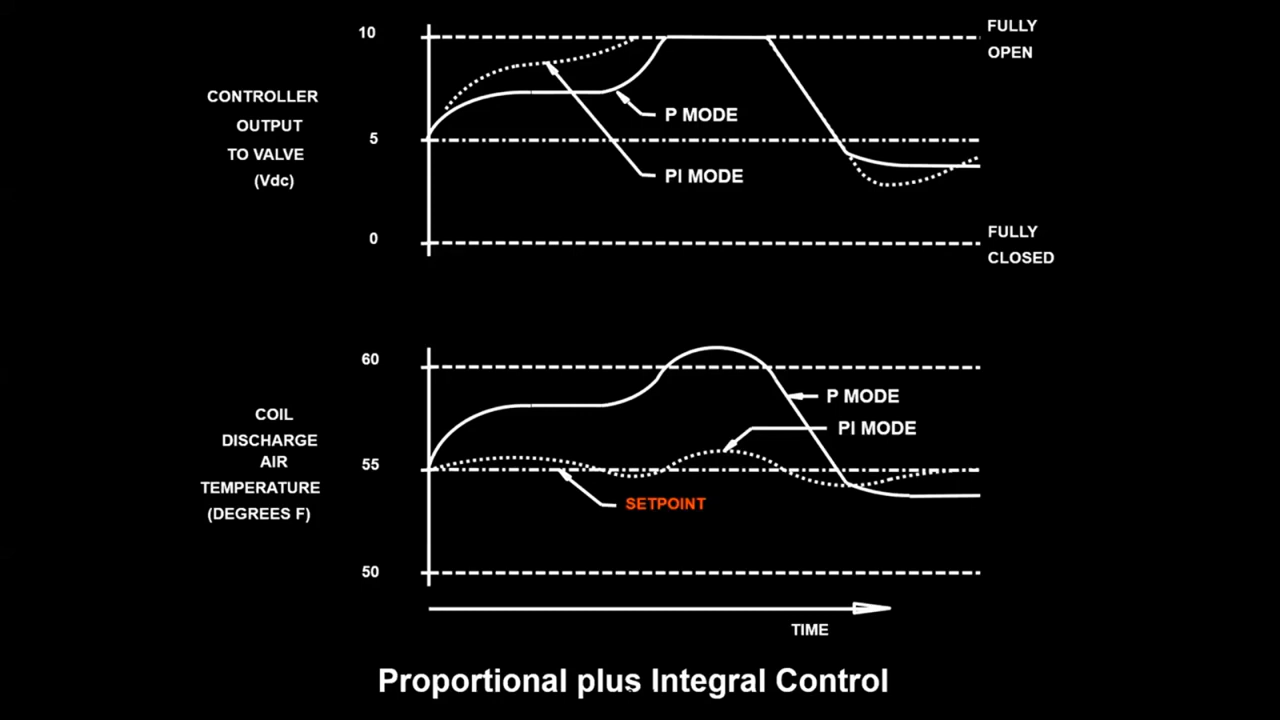 10
FULLY
OPEN
CONTROLLER
OUTPUT
TO VALVE
(Vdc)
P MODE
5
PI MODE
0
FULLY
CLOSED
60
P MODE
COIL
DISCHARGE
AIR
TEMPERATURE
(DEGREES F)
PI MODE
55
SETPOINT
50
TIME
Proportional plus Integral Control